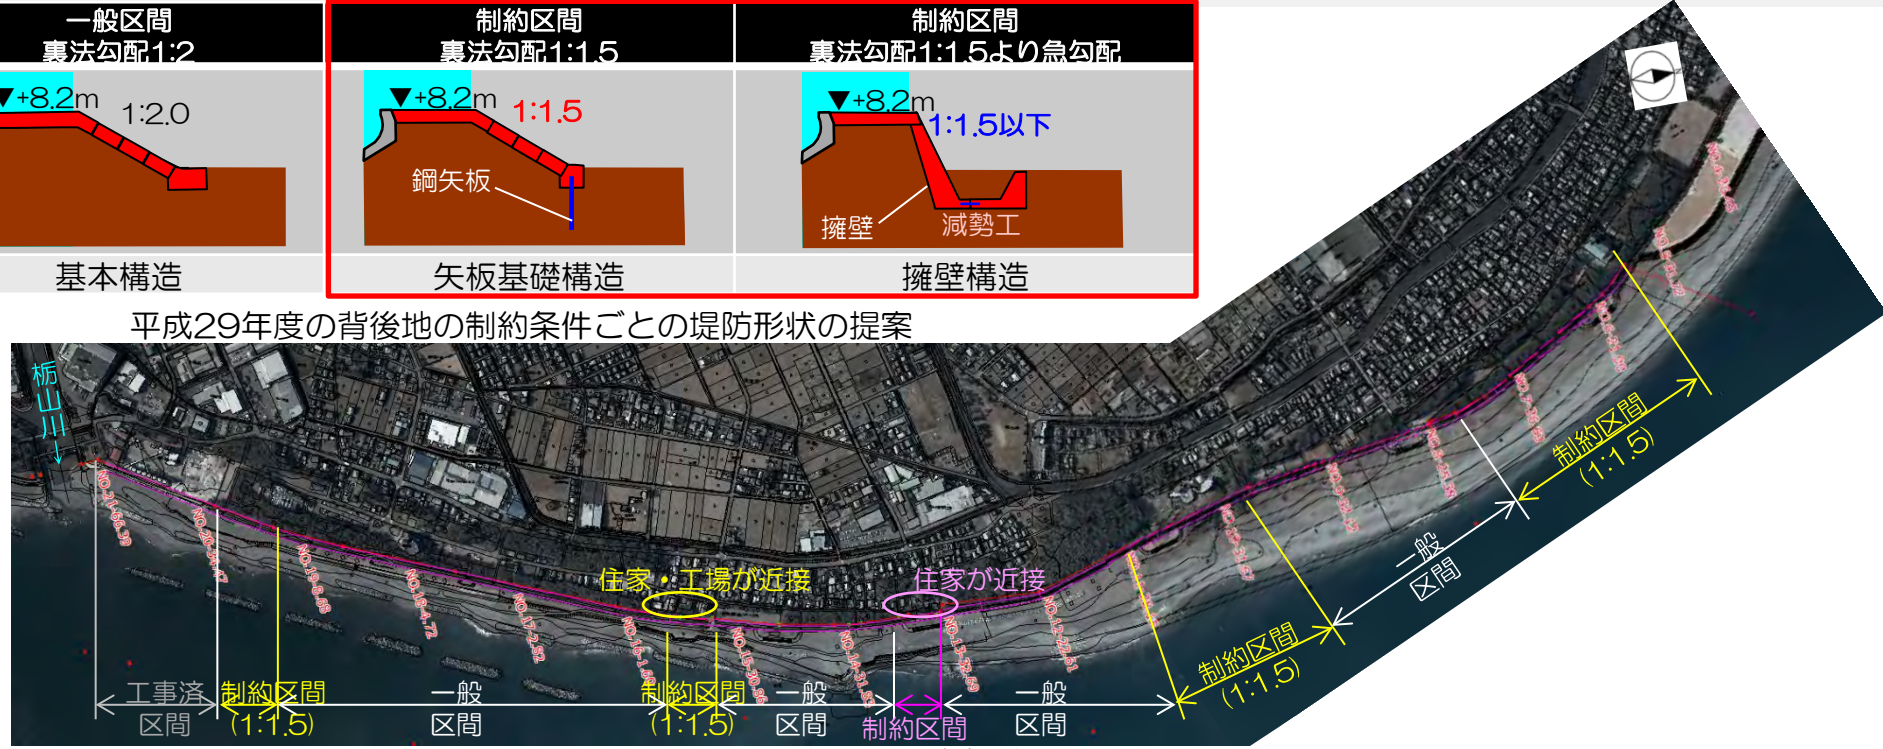 一般区間
裏法勾配1:2
制約区間
裏法勾配1:1.5
制約区間
裏法勾配1:1.5より急勾配
▼+8.2m
1:2.0
▼+8.2m
1:1.5
鋼矢板
▼+8.2m
1:1.5以下
擁壁
減勢工
基本構造
矢板基礎構造
擁壁構造
平成29年度の背後地の制約条件ごとの堤防形状の提案
栃山川
住家・工場が近接
住家が近接
工事済
区間
制約区間
(1:1.5)
一般
区間
制約区間
(1:1.5)
一般
区間
制約区間
一般
区間
制約区間
(1:1.5)
一般
区間
制約区間
(1:1.5)